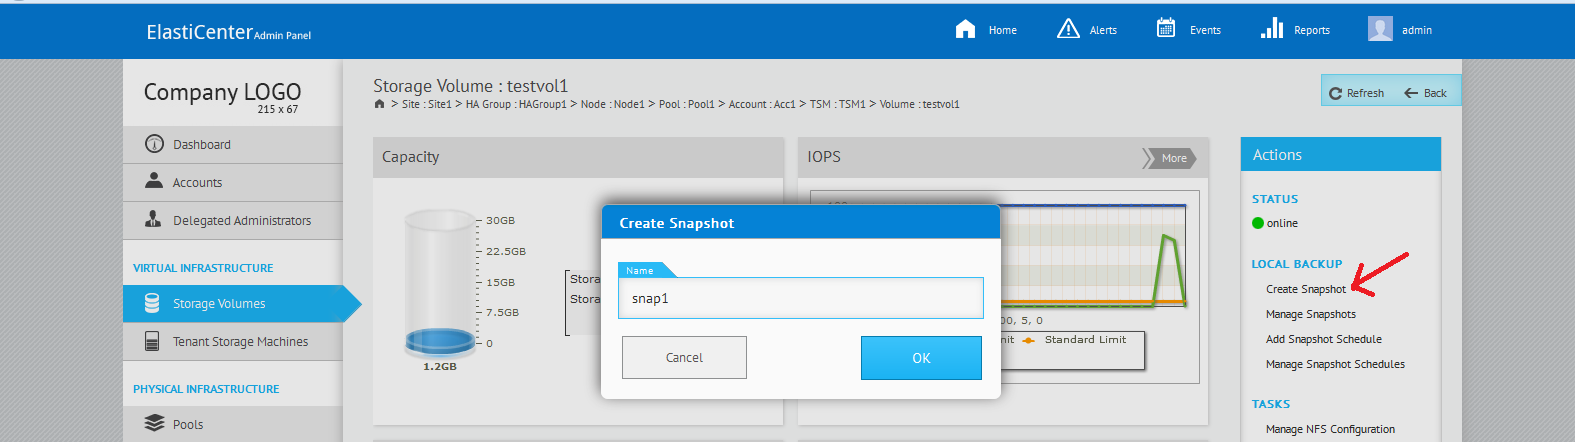 ElastiCenter Admin Panel
Home
Alerts
Events
Reports
admin
Company LOGO
215 x 67
Dashboard
Accounts
Delegated Administrators
VIRTUAL INFRASTRUCTURE
Storage Volumes
Tenant Storage Machines
PHYSICAL INFRASTRUCTURE
Pools
Storage Volume : testvol1
> Site : Site1 > HA Group : HAGroup1 > Node : Node1 > Pool : Pool1 > Account : Acc1 > TSM : TSM1 > Volume : testvol1
Refresh
Back
Capacity
30GB
22.5GB
15GB
7.5GB
0
1.2GB
Stora
Stora
IOPS
More
00, 5, 0
nit
Standard Limit
Create Snapshot
Name
snap1
Cancel
OK
Actions
STATUS
online
LOCAL BACKUP
Create Snapshot
Manage Snapshots
Add Snapshot Schedule
Manage Snapshot Schedules
TASKS
Manage NFS Configuration